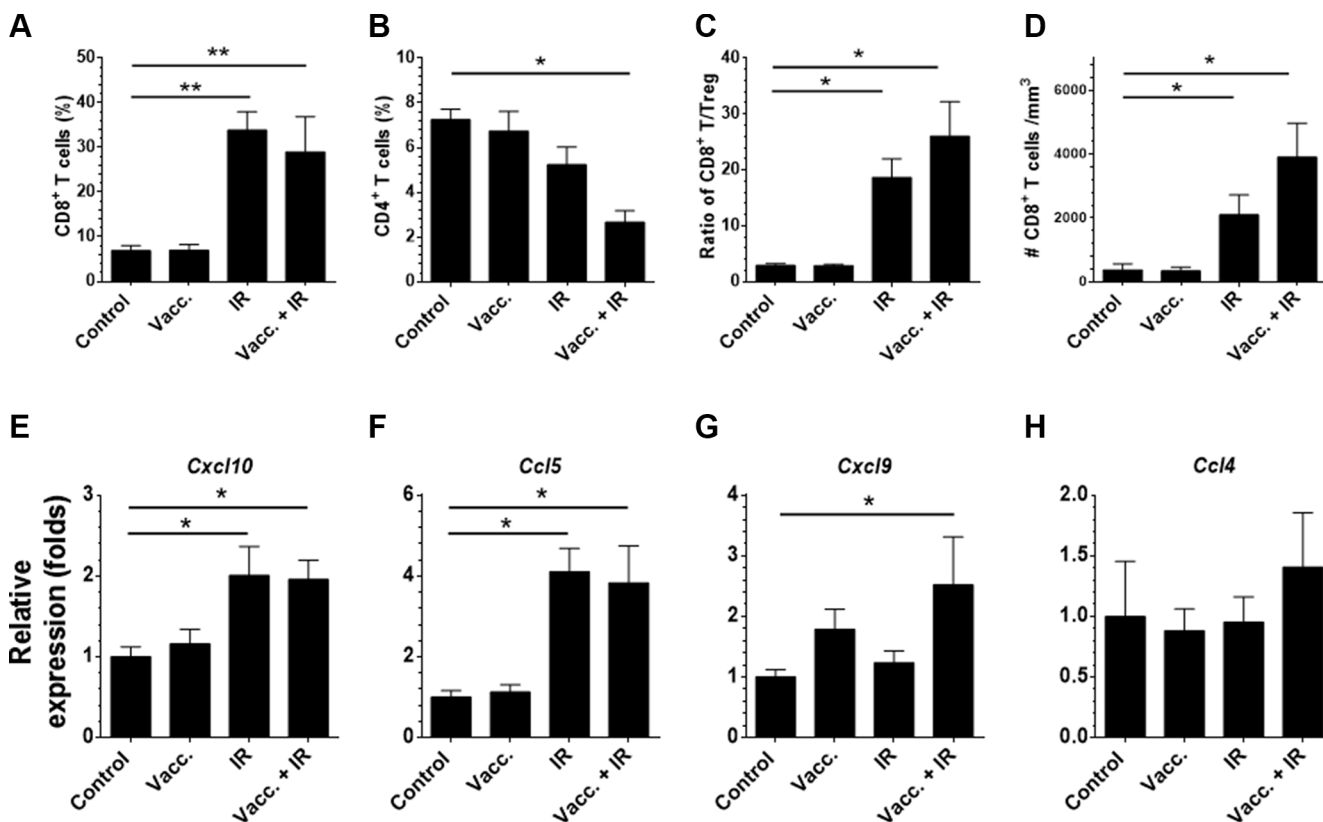 A
CD8+ T cells (%)
50
40
30
20
10
0
**
**
Control
Vacc.
IR
Vacc. + IR
B
CD4+ T cells (%)
10
8
6
4
2
0
*
Control
Vacc.
IR
Vacc. + IR
C
Ratio of CD8+ T/Treg
40
30
20
10
0
*
*
Control
Vacc.
IR
Vacc. + IR
D
# CD8+ T cells /mm3
6000
4000
2000
0
*
*
Control
Vacc.
IR
Vacc. + IR
E
Cxcl10
Relative
expression (folds)
3
2
1
0
*
*
Control
Vacc.
IR
Vacc. + IR
F
Ccl5
6
4
2
0
*
*
Control
Vacc.
IR
Vacc. + IR
G
Cxcl9
4
3
2
1
0
*
Control
Vacc.
IR
Vacc. + IR
H
Ccl4
2.0
1.5
1.0
0.5
0.0
Control
Vacc.
IR
Vacc. + IR